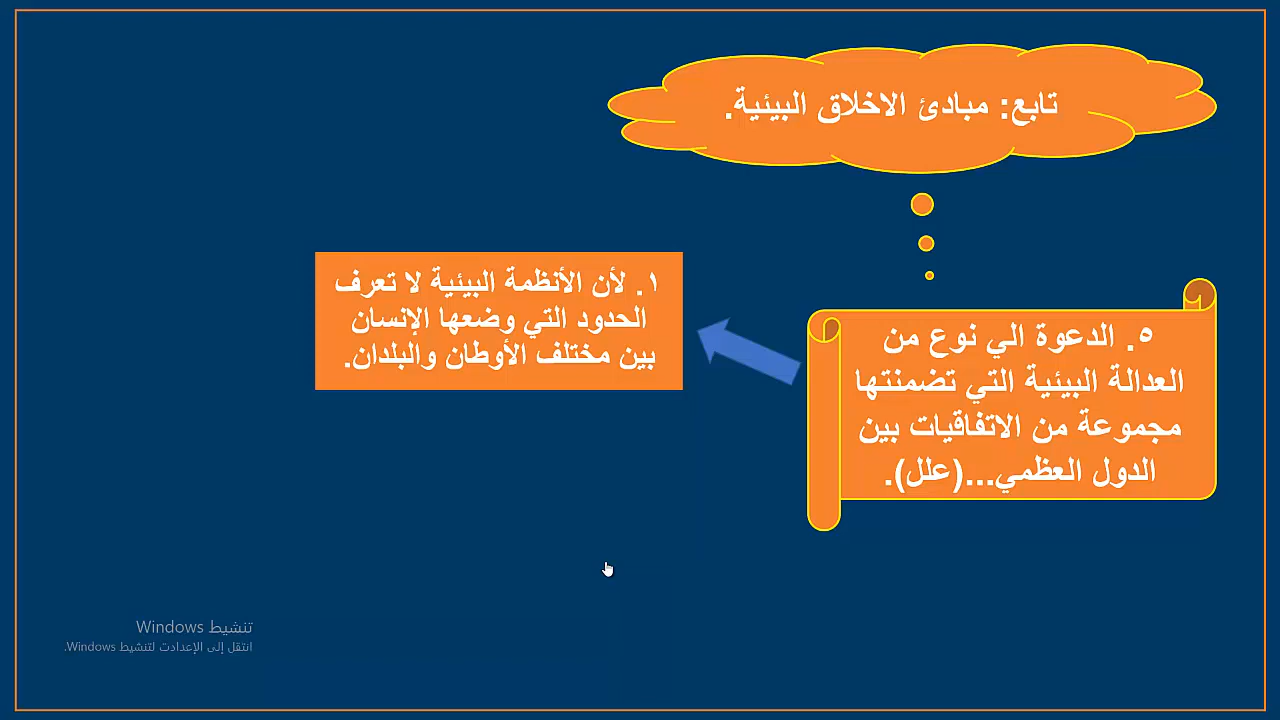 تابع: مبادئ الاخلاق البيئية.
٥. الدعوة الي نوع من
العدالة البيئية التي تضمنتها
مجموعة من الاتفاقيات بين
الدول العظمي...(علل).
١. لأن الأنظمة البيئية لا تعرف
الحدود التي وضعها الإنسان
بين مختلف الأوطان والبلدان.
تنشيط Windows
انتقل إلى الإعدادت لتنشيط Windows.